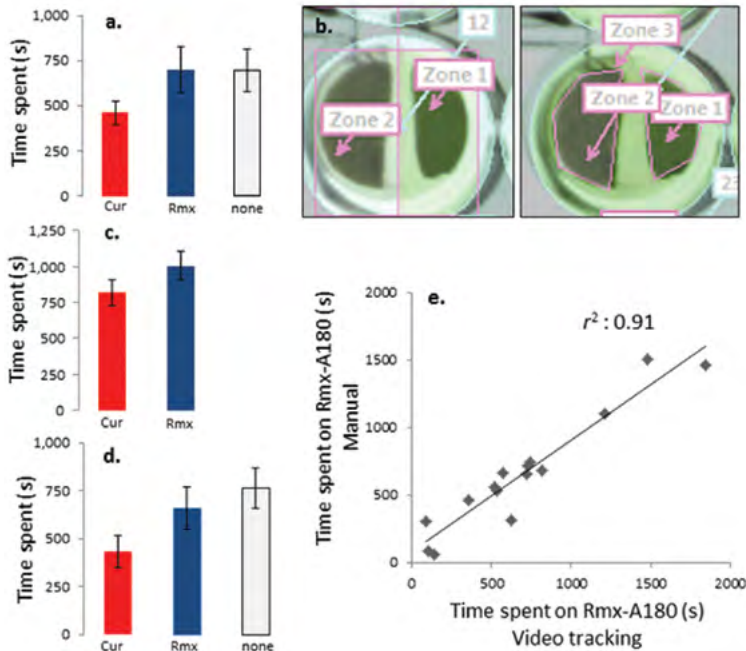 a.
Time spent (s)
1,000
750
500
250
0
Cur
Rmx
none
b.
12
Zone 1
Zone 2
Zone 3
Zone 2
Zone 1
c.
Time spent (s)
1,250
1,000
750
500
250
0
Cur
Rmx
d.
Time spent (s)
1,000
750
500
250
0
Cur
Rmx
none
e.
r² : 0.91
Time spent on Rmx-A180 (s)
Manual
2000
1500
1000
500
0
0
500
1000
1500
2000
Time spent on Rmx-A180 (s)
Video tracking